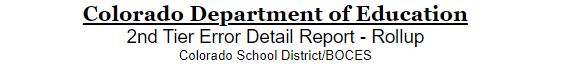 Colorado Department of Education
2nd Tier Error Detail Report - Rollup
Colorado School District/BOCES